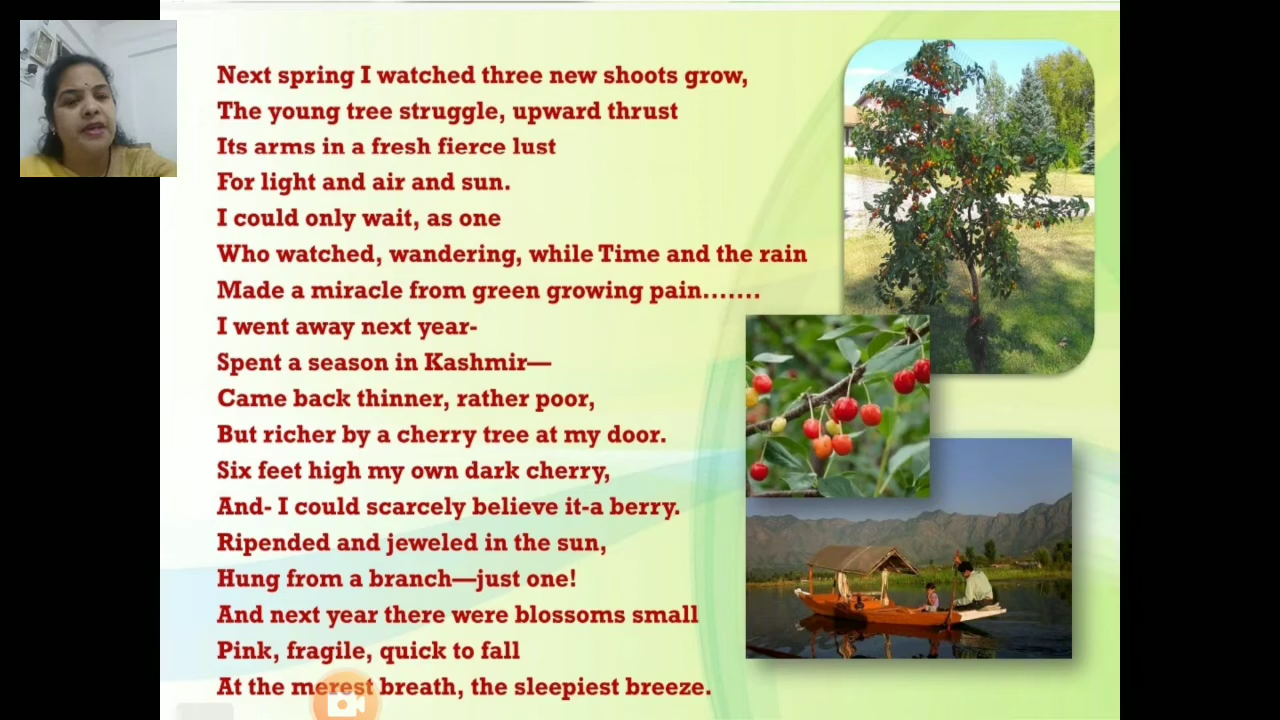 Next spring I watched three new shoots grow,
The young tree struggle, upward thrust
Its arms in a fresh fierce lust
For light and air and sun.
I could only wait, as one
Who watched, wandering, while Time and the rain
Made a miracle from green growing pain.......
I went away next year-
Spent a season in Kashmir—
Came back thinner, rather poor,
But richer by a cherry tree at my door.
Six feet high my own dark cherry,
And- I could scarcely believe it-a berry.
Ripended and jeweled in the sun,
Hung from a branch—just one!
And next year there were blossoms small
Pink, fragile, quick to fall
At the merest breath, the sleepiest breeze.